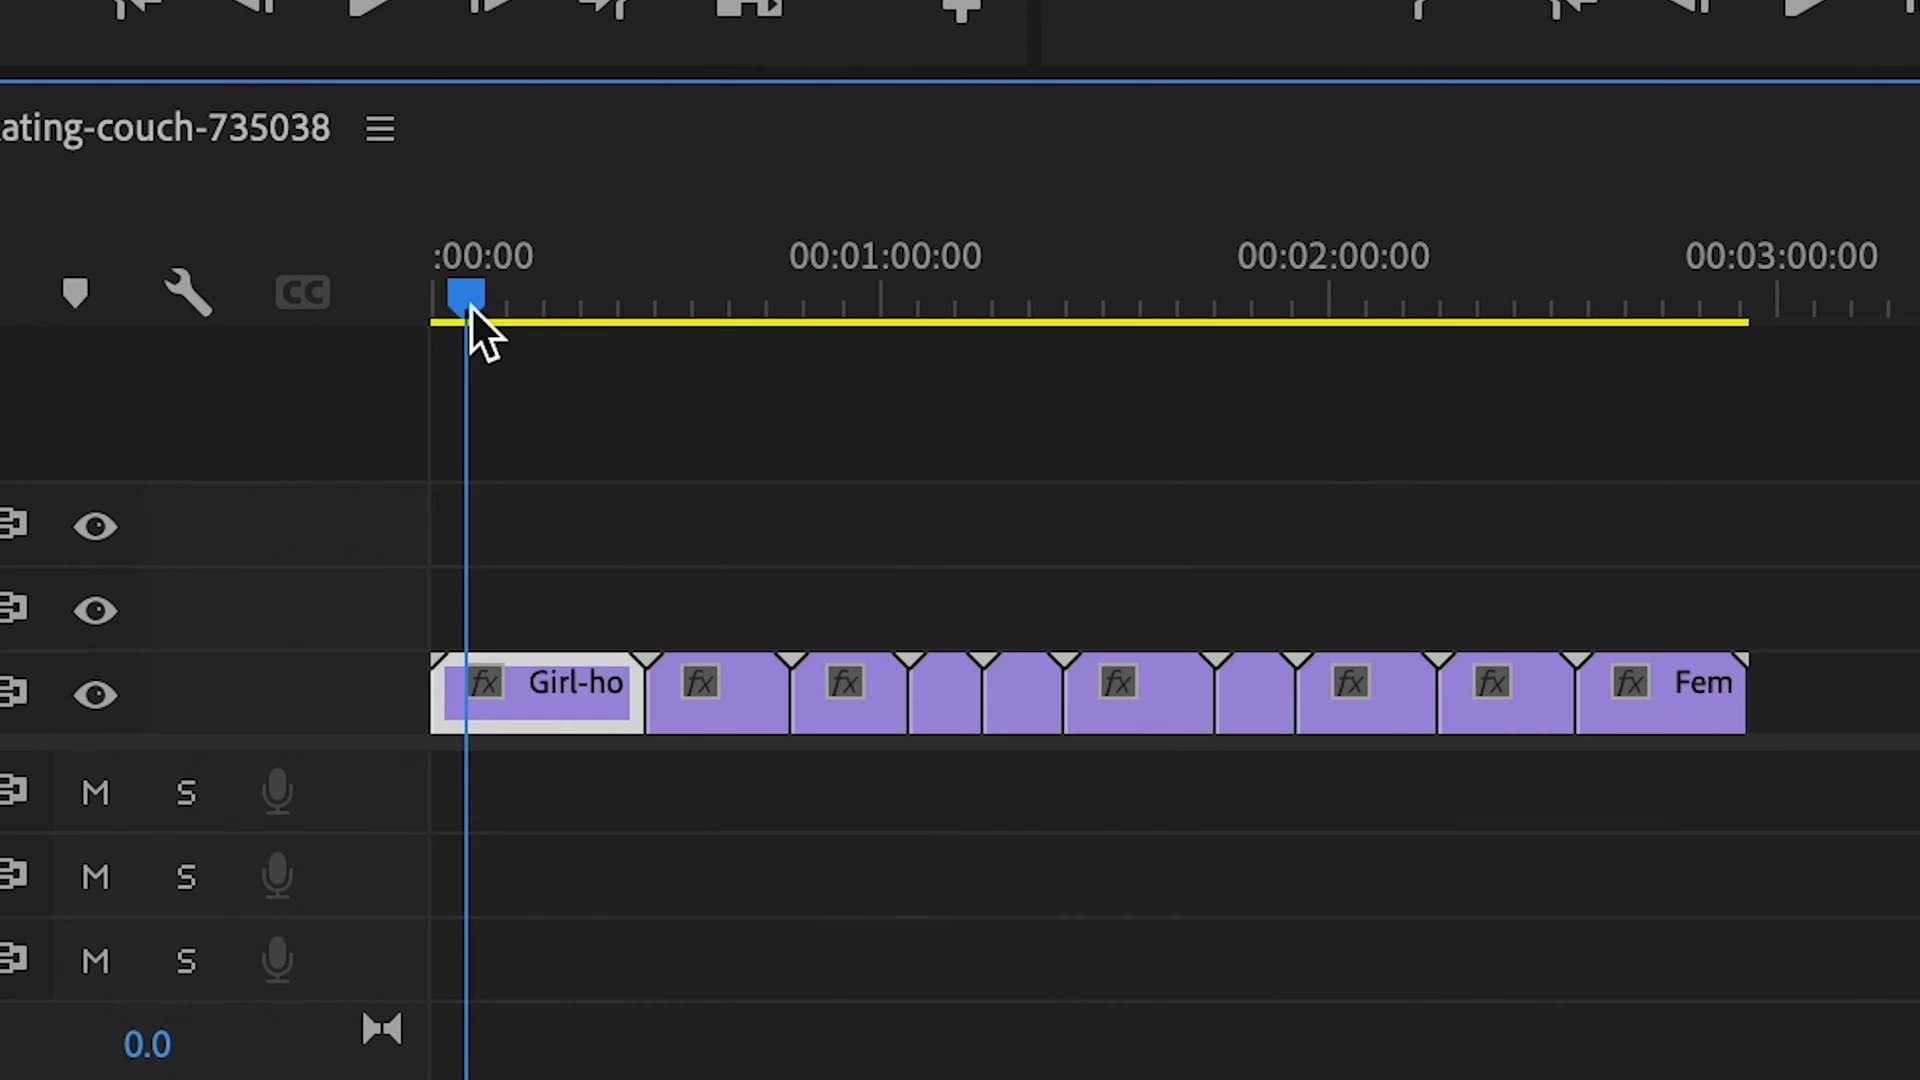 ating-couch-735038
:00:00 00:01:00:00 00:02:00:00 00:03:00:00
CC
fx Girl-ho fx fx fx fx fx fx Fem
M S
M S
M S
0.0